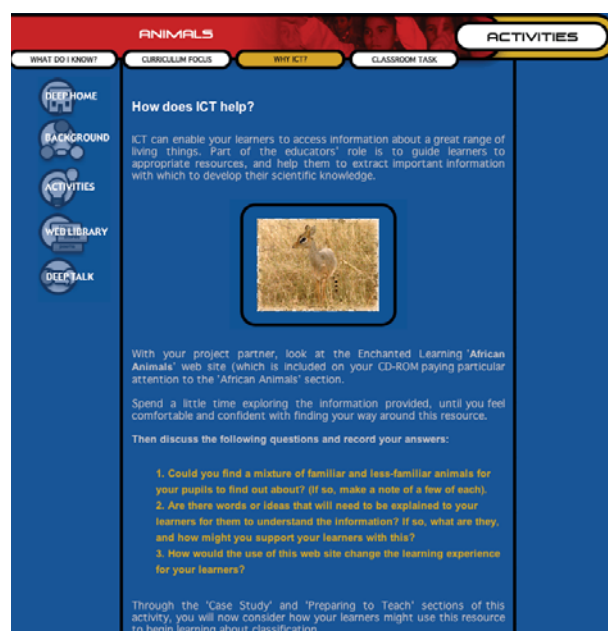 ANIMALS
ACTIVITIES
WHAT DO I KNOW?
CURRICULUM FOCUS
WHY ICT?
CLASSROOM TASK
DEEP HOME
BACKGROUND
ACTIVITIES
WEB LIBRARY
DEEP TALK
How does ICT help?
ICT can enable your learners to access information about a great range of
living things. Part of the educators' role is to guide learners to
appropriate resources, and help them to extract important information
with which to develop their scientific knowledge.
With your project partner, look at the Enchanted Learning 'African
Animals' web site (which is included on your CD-ROM paying particular
attention to the 'African Animals' section.
Spend a little time exploring the information provided, until you feel
comfortable and confident with finding your way around this resource.
Then discuss the following questions and record your answers:
1. Could you find a mixture of familiar and less-familiar animals for
your pupils to find out about? (If so, make a note of a few of each).
2. Are there words or ideas that will need to be explained to your
learners for them to understand the information? If so, what are they,
and how might you support your learners with this?
3. How would the use of this web site change the learning experience
for your learners?
Through the 'Case Study' and 'Preparing to Teach' sections of this
activity, you will now consider how your learners might use this resource
to begin learning about classification